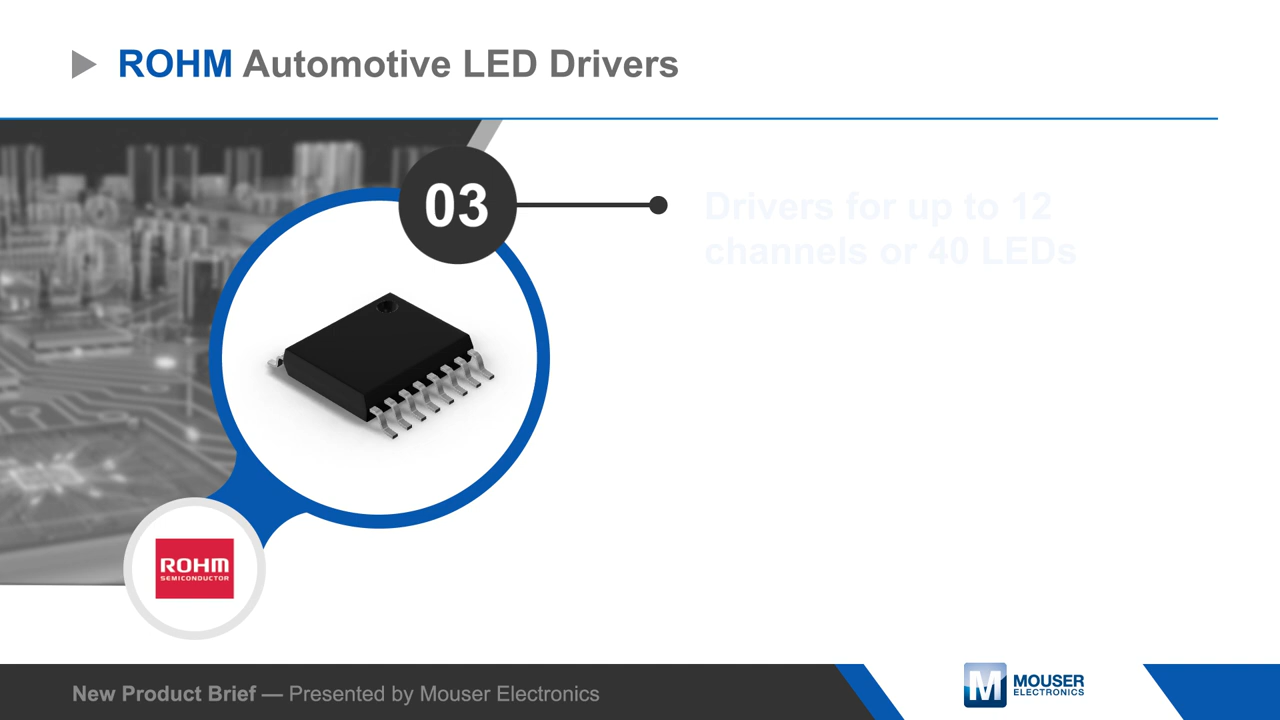 ROHM Automotive LED Drivers
03
Drivers for up to 12
channels or 40 LEDs
ROHM
SEMICONDUCTOR
New Product Brief — Presented by Mouser Electronics
M MOUSER
ELECTRONICS